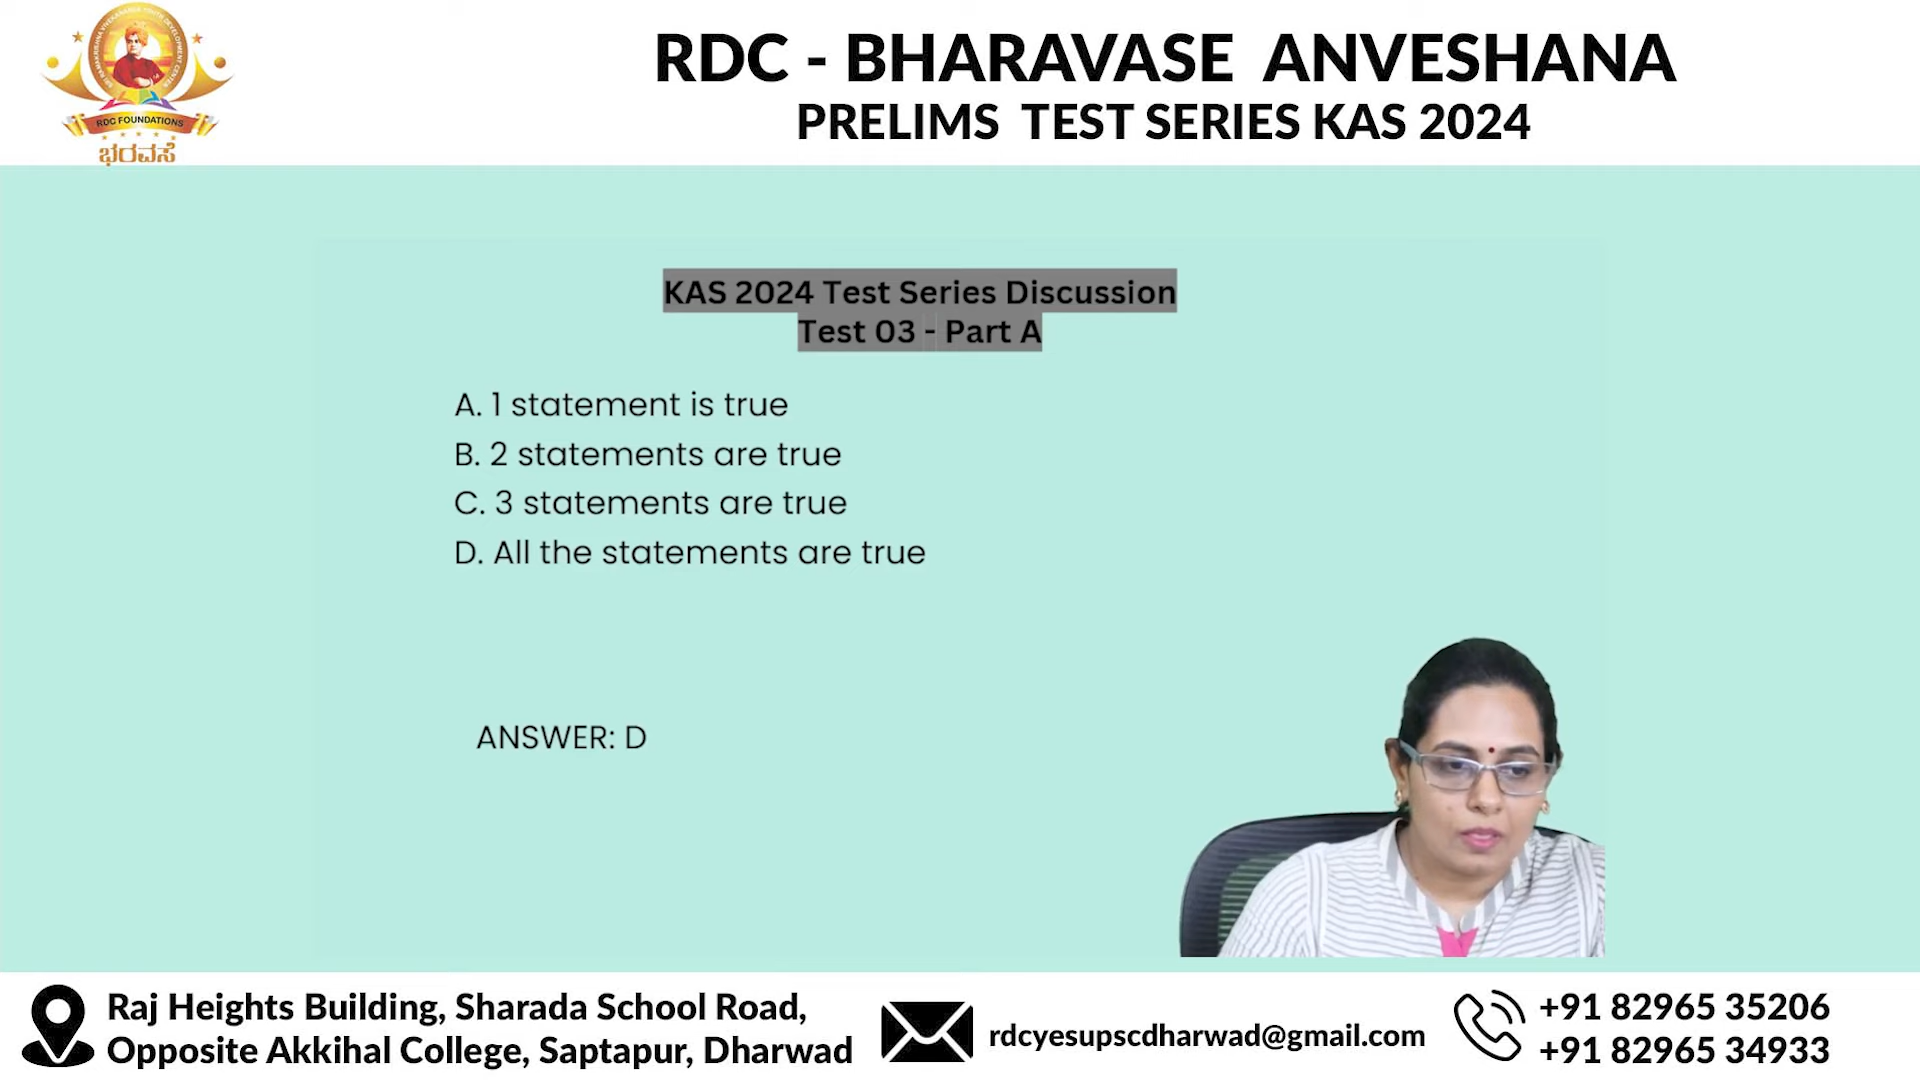 RDC FOUNDATIONS
ಭರವಸೆ
RDC - BHARAVASE ANVESHANA
PRELIMS TEST SERIES KAS 2024
KAS 2024 Test Series Discussion
Test 03 - Part A
A. 1 statement is true
B. 2 statements are true
C. 3 statements are true
D. All the statements are true
ANSWER: D
Raj Heights Building, Sharada School Road,
Opposite Akkihal College, Saptapur, Dharwad
rdcyesupscdharwad@gmail.com
+91 82965 35206
+91 82965 34933